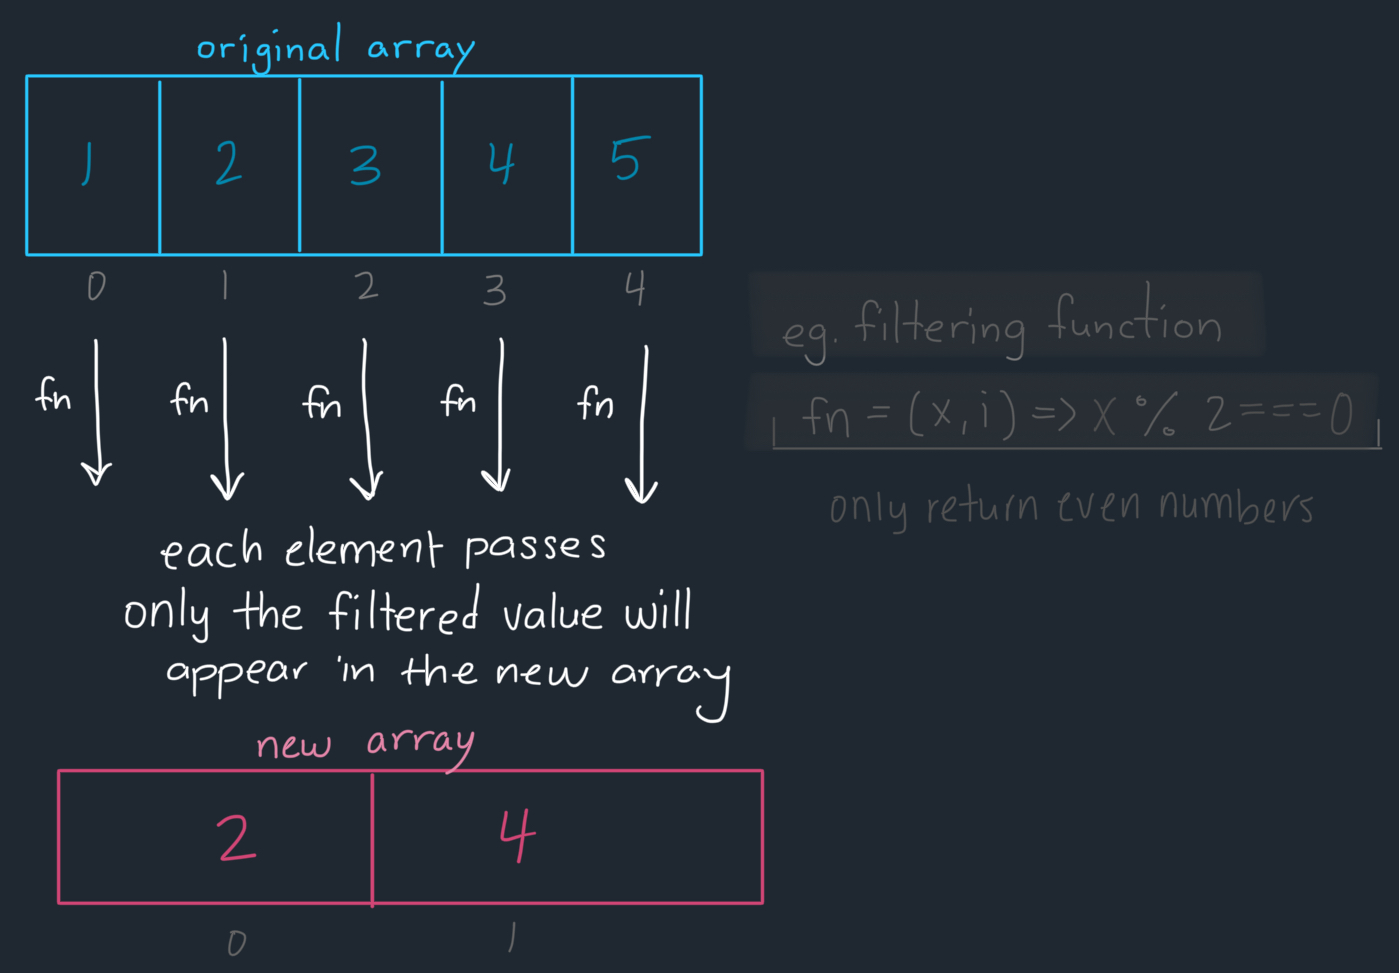 original array
1 2 3 4 5
0 1 2 3 4
fn fn fn fn fn
eg. filtering function
fn = (x,i) => x % 2===0
only return even numbers
each element passes
only the filtered value will
appear in the new array
new array
2 4
0 1